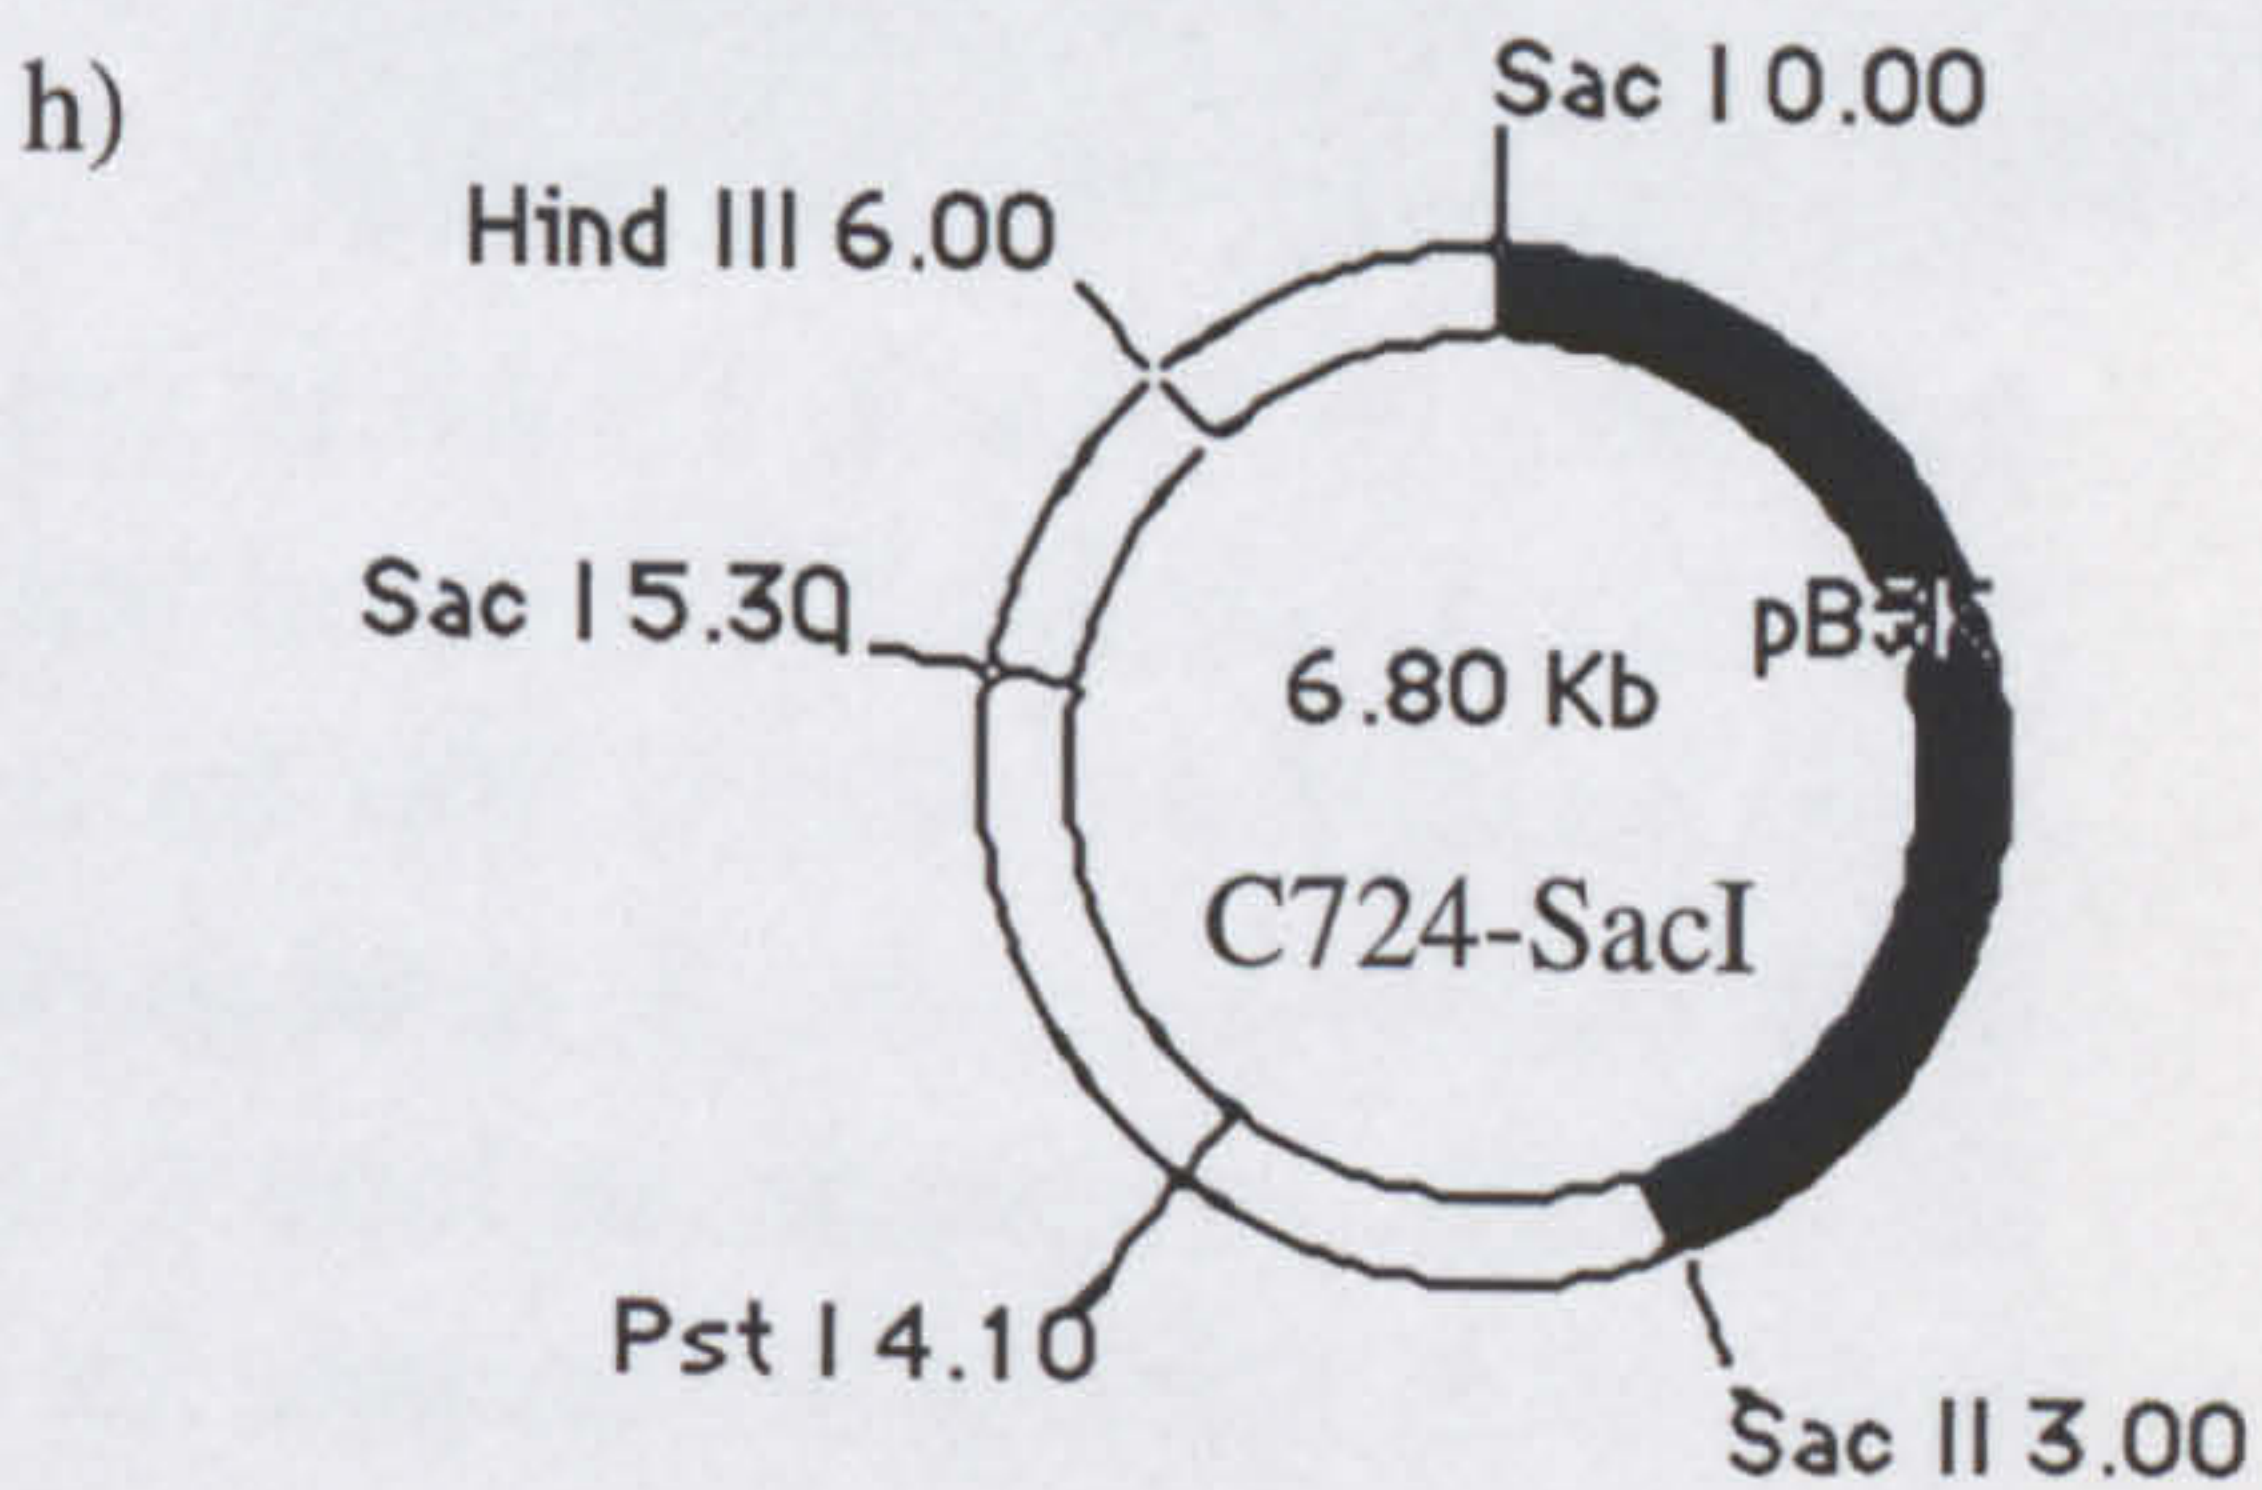 h)
Sac I 0.00
Hind III 6.00
Sac I 5.30
6.80 Kb
C724-SacI
Pst I 4.10
Sac II 3.00